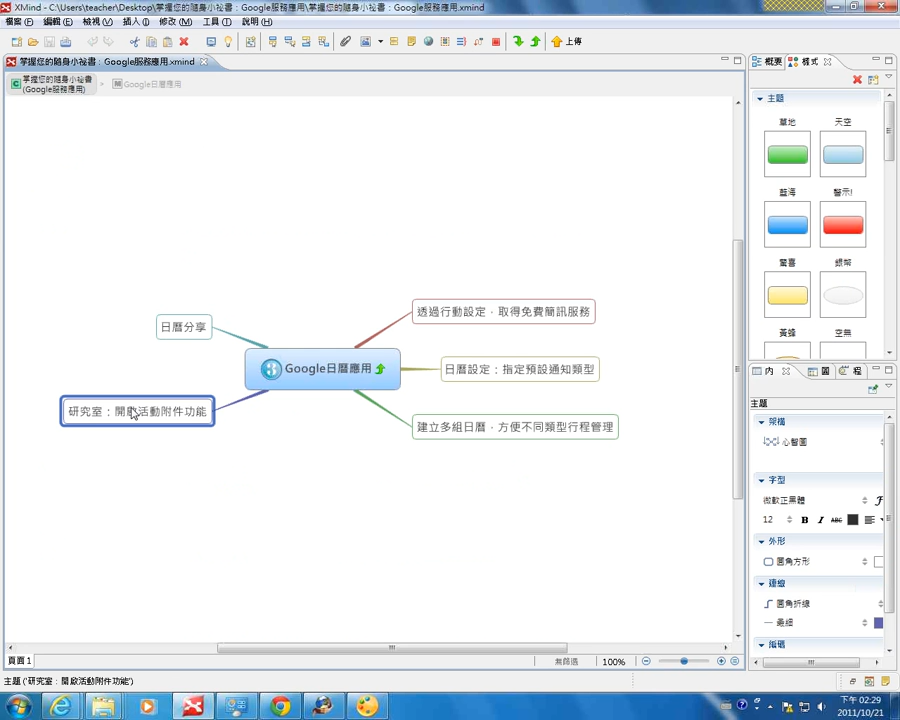 XMind - C:\Users\teacher\Desktop\掌握您的隨身小祕書：Google服務應用\掌握您的隨身小祕書：Google服務應用.xmind
檔案(F) 編輯(E) 檢視(V) 插入(I) 修改(M) 工具(T) 說明(H)
上傳
掌握您的隨身小祕書：Google服務應用.xmind
掌握您的隨身小祕書
(Google服務應用)
Google日曆應用
日曆分享
研究室：開啟活動附件功能
3 Google日曆應用
透過行動設定，取得免費簡訊服務
日曆設定：指定預設通知類型
建立多組日曆，方便不同類型行程管理
概要 樣式
主題
草地 天空
藍海 警示!
驚喜 銀幣
黃蜂 空無
內 圖 程
主題
架構
心智圖
字型
微軟正黑體
12 B I ABC
外形
圓角方形
連線
圓角折線
最細
編碼
頁面 1
無篩選 100%
主題 ('研究室：開啟活動附件功能')
下午 02:29
2011/10/21